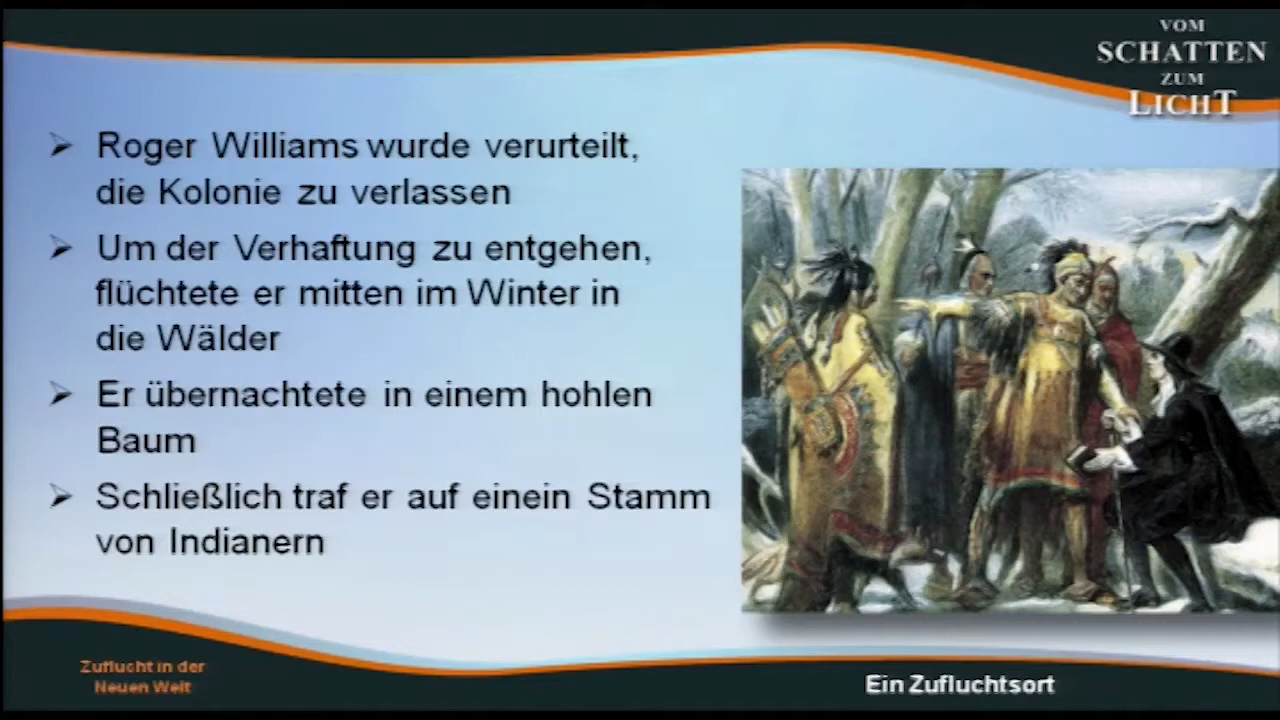 VOM
SCHATTEN
ZUM
LICHT
Roger Williams wurde verurteilt,
die Kolonie zu verlassen
Um der Verhaftung zu entgehen,
flüchtete er mitten im Winter in
die Wälder
Er übernachtete in einem hohlen
Baum
Schließlich traf er auf einein Stamm
von Indianern
Zuflucht in der
Neuen Welt
Ein Zufluchtsort